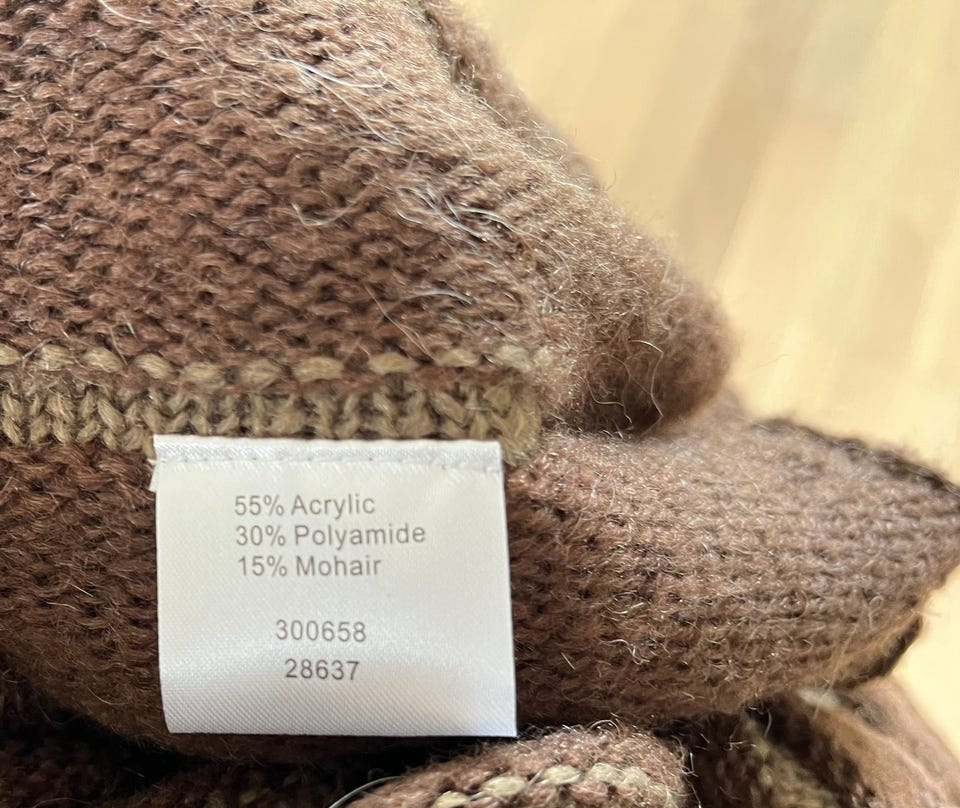 55% Acrylic
30% Polyamide
15% Mohair
300658
28637